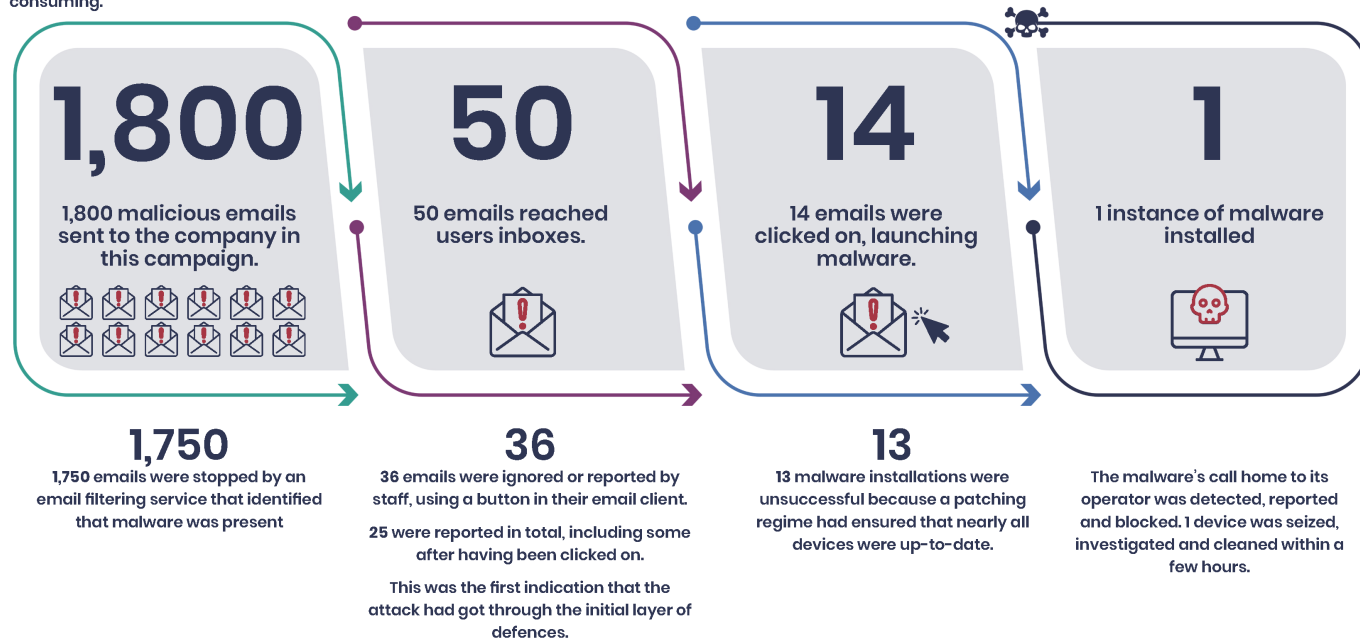 consuming.
1,800
1,800 malicious emails
sent to the company in
this campaign.
50
50 emails reached
users inboxes.
14
14 emails were
clicked on, launching
malware.
1
1 instance of malware
installed
1,750
1,750 emails were stopped by an
email filtering service that identified
that malware was present
36
36 emails were ignored or reported by
staff, using a button in their email client.
25 were reported in total, including some
after having been clicked on.
This was the first indication that the
attack had got through the initial layer of
defences.
13
13 malware installations were
unsuccessful because a patching
regime had ensured that nearly all
devices were up-to-date.
The malware's call home to its
operator was detected, reported
and blocked. 1 device was seized,
investigated and cleaned within a
few hours.